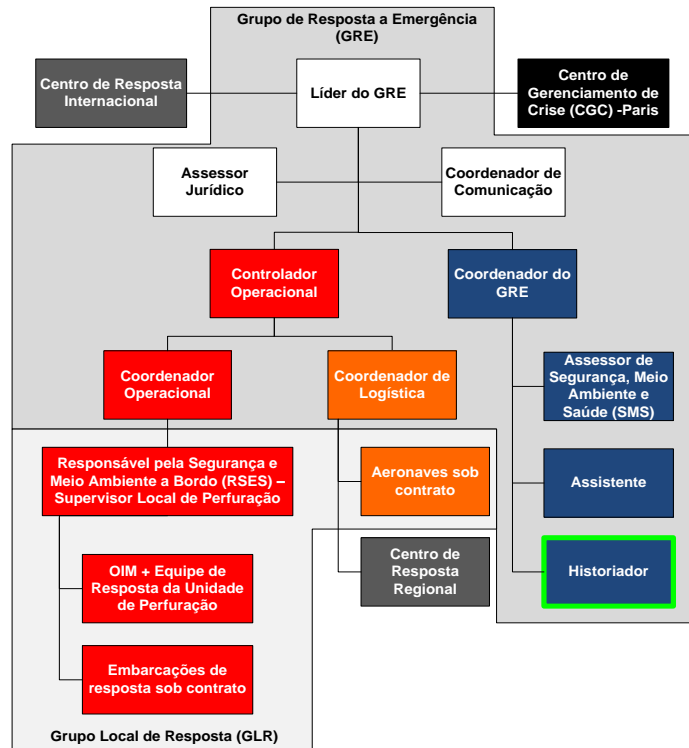 Grupo de Resposta a Emergência
(GRE)
Centro de Resposta
Internacional
Líder do GRE
Centro de
Gerenciamento de
Crise (CGC) -Paris
Assessor
Jurídico
Coordenador de
Comunicação
Controlador
Operacional
Coordenador do
GRE
Coordenador
Operacional
Coordenador de
Logística
Assessor de
Segurança, Meio
Ambiente e
Saúde (SMS)
Responsável pela Segurança e
Meio Ambiente a Bordo (RSES) –
Supervisor Local de Perfuração
Aeronaves sob
contrato
Assistente
OIM + Equipe de
Resposta da Unidade
de Perfuração
Centro de
Resposta
Regional
Historiador
Embarcações de
resposta sob contrato
Grupo Local de Resposta (GLR)